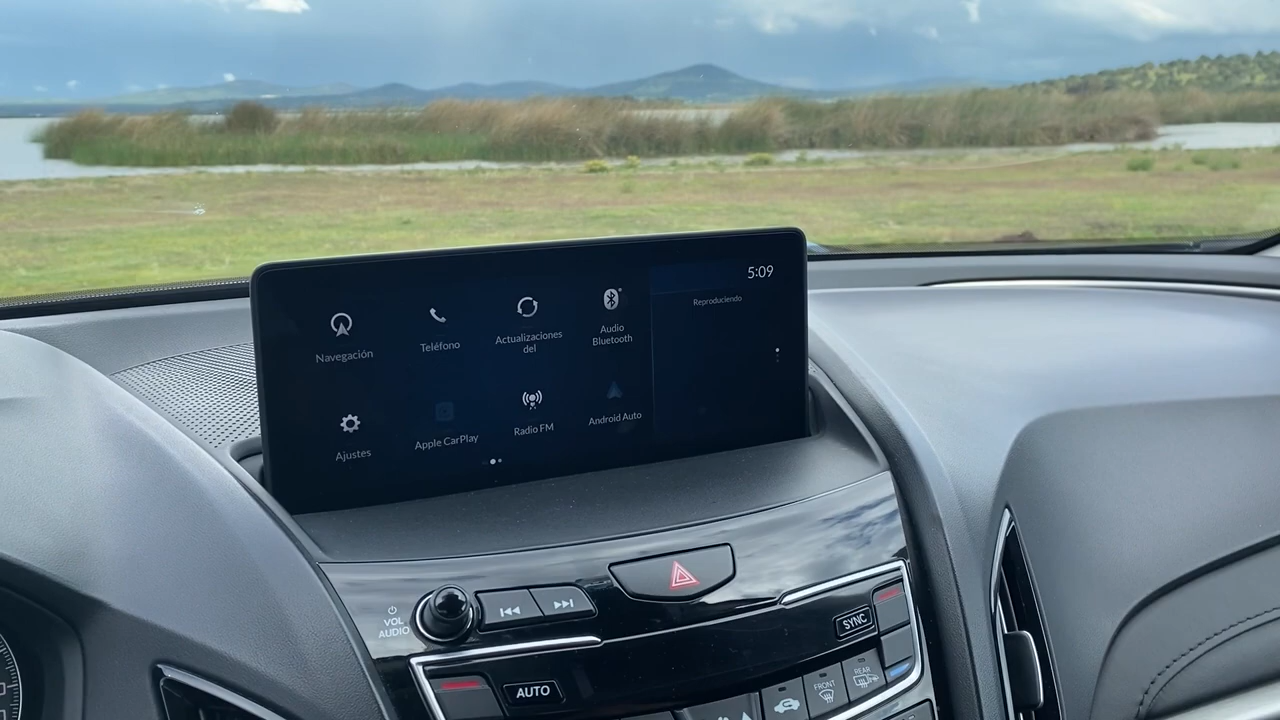 5:09
Reproduciendo
Navegación
Teléfono
Actualizaciones
del
Audio
Bluetooth
Ajustes
Apple CarPlay
Radio FM
Android Auto
VOL
AUDIO
SYNC
AUTO
FRONT
REAR